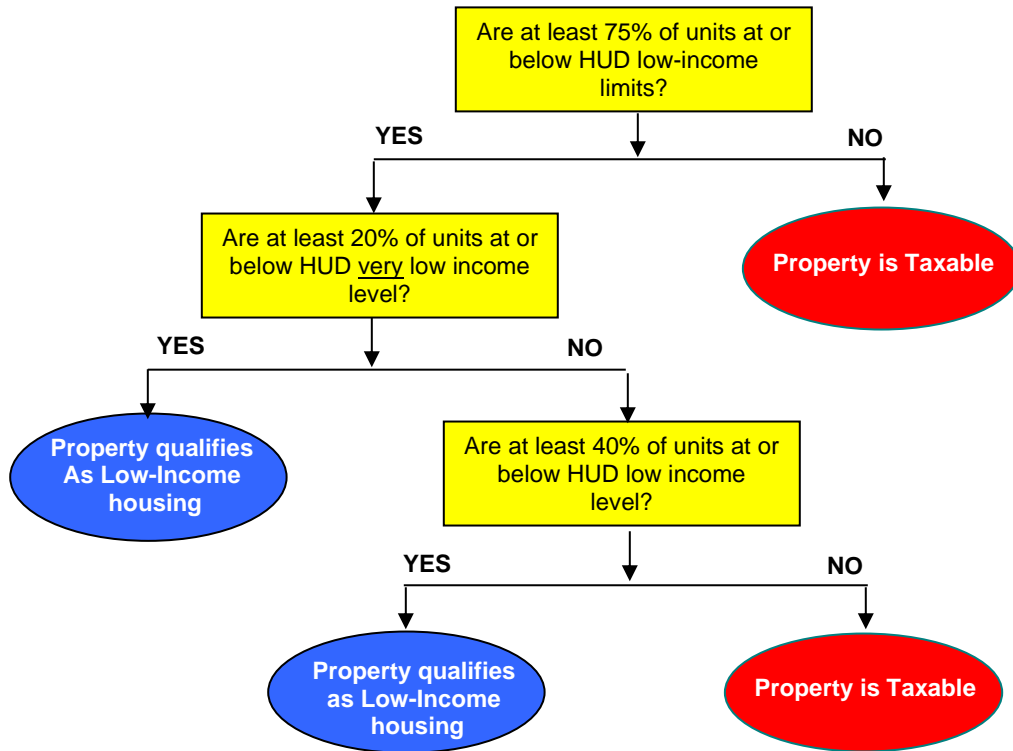 Are at least 75% of units at or
below HUD low-income
limits?
YES
NO
Are at least 20% of units at or
below HUD very low income
level?
Property is Taxable
YES
NO
Property qualifies
As Low-Income
housing
Are at least 40% of units at or
below HUD low income
level?
YES
NO
Property qualifies
as Low-Income
housing
Property is Taxable